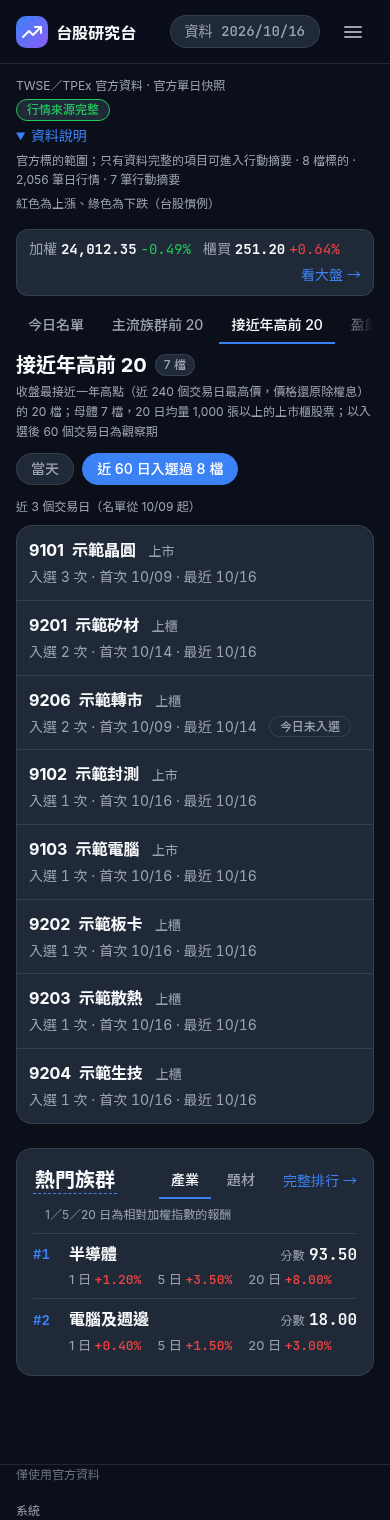 台股研究台
資料 2026/10/16
TWSE／TPEx 官方資料 · 官方單日快照
行情來源完整
▼ 資料說明
官方標的範圍；只有資料完整的項目可進入行動摘要 · 8 檔標的 ·
2,056 筆日行情 · 7 筆行動摘要
紅色為上漲、綠色為下跌（台股慣例）
加權 24,012.35 -0.49% 櫃買 251.20 +0.64%
看大盤 →
今日名單 主流族群前 20 接近年高前 20
接近年高前 20 7 檔
收盤最接近一年高點（近 240 個交易日最高價，價格還原除權息）
的 20 檔；母體 7 檔，20 日均量 1,000 張以上的上市櫃股票；以入
選後 60 個交易日為觀察期
當天 近 60 日入選過 8 檔
近 3 個交易日（名單從 10/09 起）
9101 示範晶圓 上市
入選 3 次 · 首次 10/09 · 最近 10/16
9201 示範矽材 上櫃
入選 2 次 · 首次 10/14 · 最近 10/16
9206 示範轉市 上櫃
入選 2 次 · 首次 10/09 · 最近 10/14 今日未入選
9102 示範封測 上市
入選 1 次 · 首次 10/16 · 最近 10/16
9103 示範電腦 上市
入選 1 次 · 首次 10/16 · 最近 10/16
9202 示範板卡 上櫃
入選 1 次 · 首次 10/16 · 最近 10/16
9203 示範散熱 上櫃
入選 1 次 · 首次 10/16 · 最近 10/16
9204 示範生技 上櫃
入選 1 次 · 首次 10/16 · 最近 10/16
熱門族群 產業 題材 完整排行 →
1／5／20 日為相對加權指數的報酬
#1 半導體 分數 93.50
1 日 +1.20% 5 日 +3.50% 20 日 +8.00%
#2 電腦及週邊 分數 18.00
1 日 +0.40% 5 日 +1.50% 20 日 +3.00%
僅使用官方資料
系統